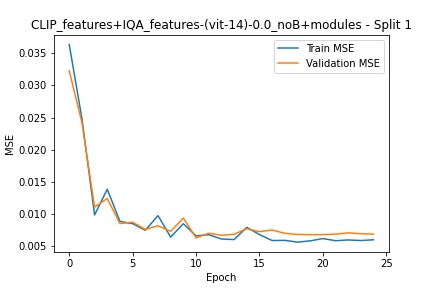 CLIP_features+IQA_features-(vit-14)-0.0_noB+modules - Split 1
Train MSE
Validation MSE
MSE
0.035
0.030
0.025
0.020
0.015
0.010
0.005
0 5 10 15 20 25
Epoch